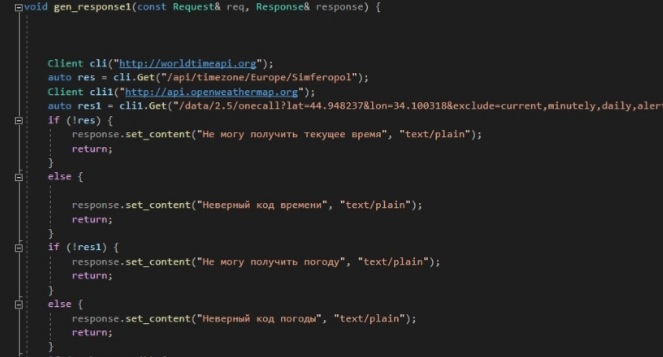 void gen_response1(const Request& req, Response& response) {
Client cli("http://worldtimeapi.org");
auto res = cli.Get("/api/timezone/Europe/Simferopol");
Client cli1("http://api.openweathermap.org");
auto res1 = cli1.Get("/data/2.5/onecall?lat=44.948237&lon=34.100318&exclude=current,minutely,daily,aler
if (!res) {
response.set_content("Не могу получить текущее время", "text/plain");
return;
}
else {
response.set_content("Неверный код времени", "text/plain");
return;
}
if (!res1) {
response.set_content("Не могу получить погоду", "text/plain");
return;
}
else {
response.set_content("Неверный код погоды", "text/plain");
return;
}